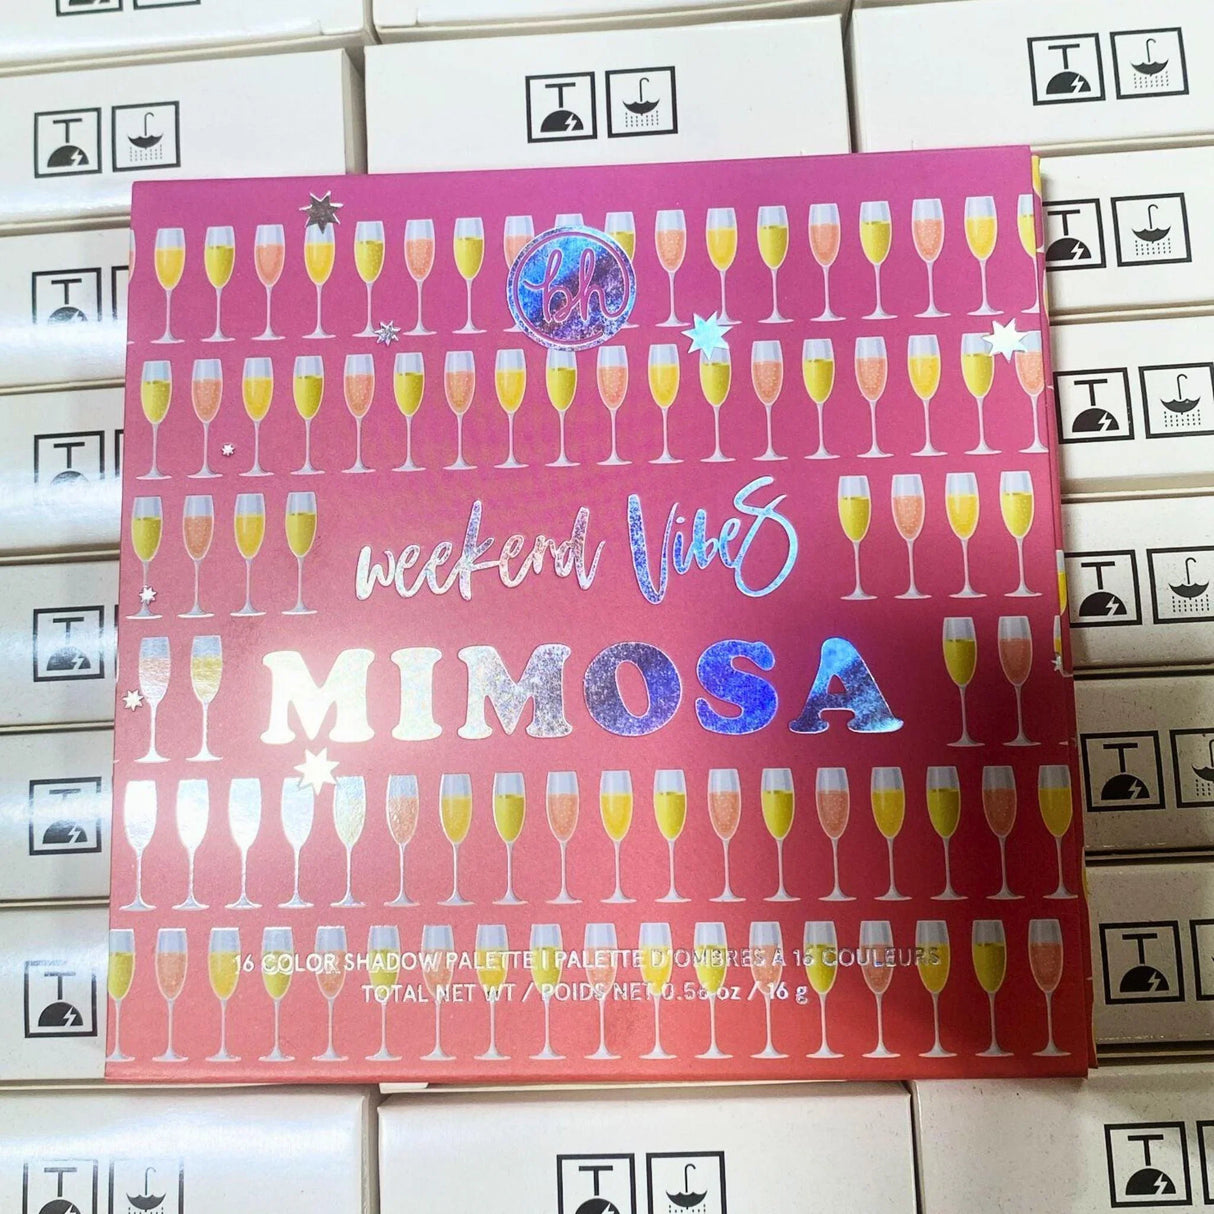 bh
weekend Vibes
MIMOSA
16 COLOR SHADOW PALETTE | PALETTE D'OMBRES À 16 COULEURS
TOTAL NET WT / POIDS NET 0.56 oz / 16 g